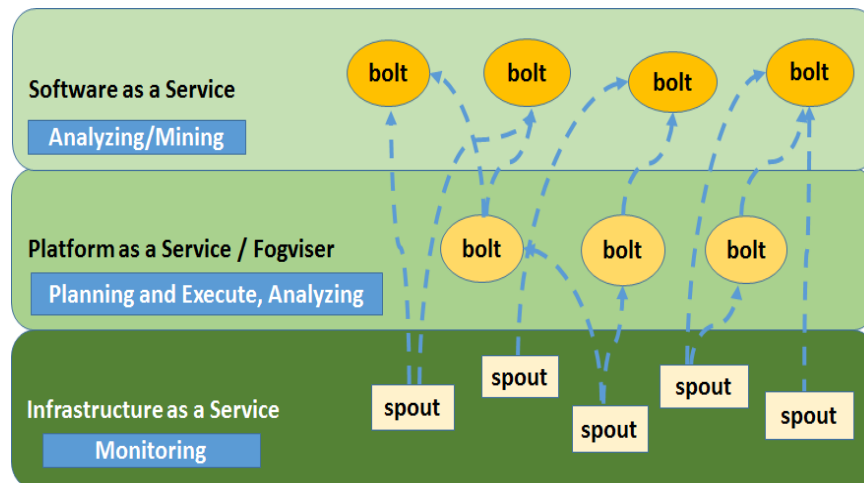 bolt
bolt
bolt
bolt
Software as a Service
Analyzing/Mining
Platform as a Service / Fogviser
bolt
bolt
bolt
Planning and Execute, Analyzing
spout
spout
spout
Infrastructure as a Service
spout
spout
Monitoring